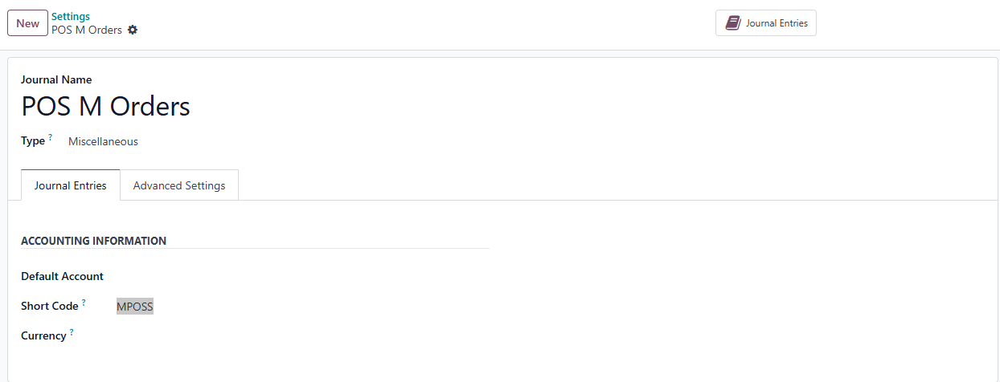 New
Settings
POS M Orders
Journal Entries
Journal Name
POS M Orders
Type ? Miscellaneous
Journal Entries Advanced Settings
ACCOUNTING INFORMATION
Default Account
Short Code ? MPOSS
Currency ?